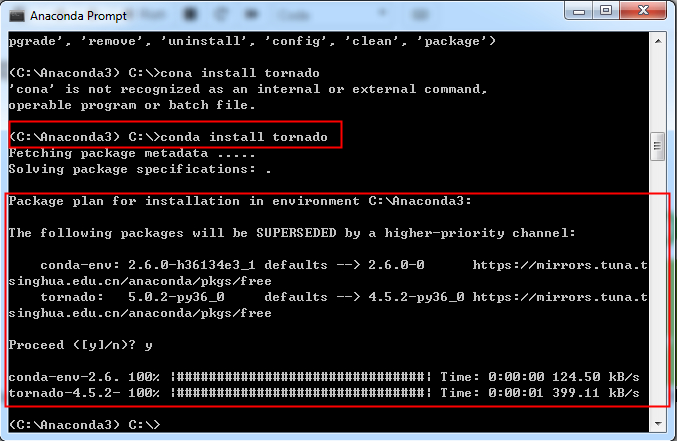 Anaconda Prompt
pgrade', 'remove', 'uninstall', 'config', 'clean', 'package')
(C:\Anaconda3) C:\>cona install tornado
'cona' is not recognized as an internal or external command,
operable program or batch file.
(C:\Anaconda3) C:\>conda install tornado
Fetching package metadata .....
Solving package specifications: .
Package plan for installation in environment C:\Anaconda3:
The following packages will be SUPERSEDED by a higher-priority channel:
conda-env: 2.6.0-h36134e3_1 defaults --> 2.6.0-0 https://mirrors.tuna.t
singhua.edu.cn/anaconda/pkgs/free
tornado: 5.0.2-py36_0 defaults --> 4.5.2-py36_0 https://mirrors.tuna.t
singhua.edu.cn/anaconda/pkgs/free
Proceed ([y]/n)? y
conda-env-2.6. 100% |###############################| Time: 0:00:00 124.50 kB/s
tornado-4.5.2- 100% |###############################| Time: 0:00:01 399.11 kB/s
(C:\Anaconda3) C:\>